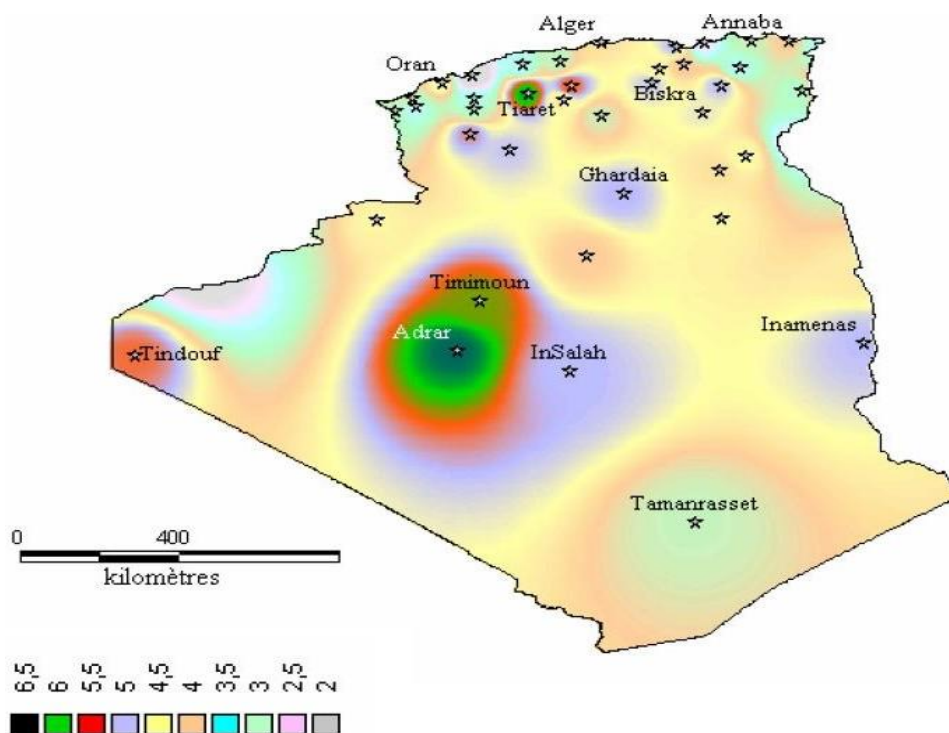 Alger
Annaba
Oran
Tiaret
Biskra
Ghardaia
Timimoun
Adrar
Inamenas
Tindouf
InSalah
Tamanrasset
0 400
kilomètres
6,5 6 5,5 5 4,5 4 3,5 3 2,5 2